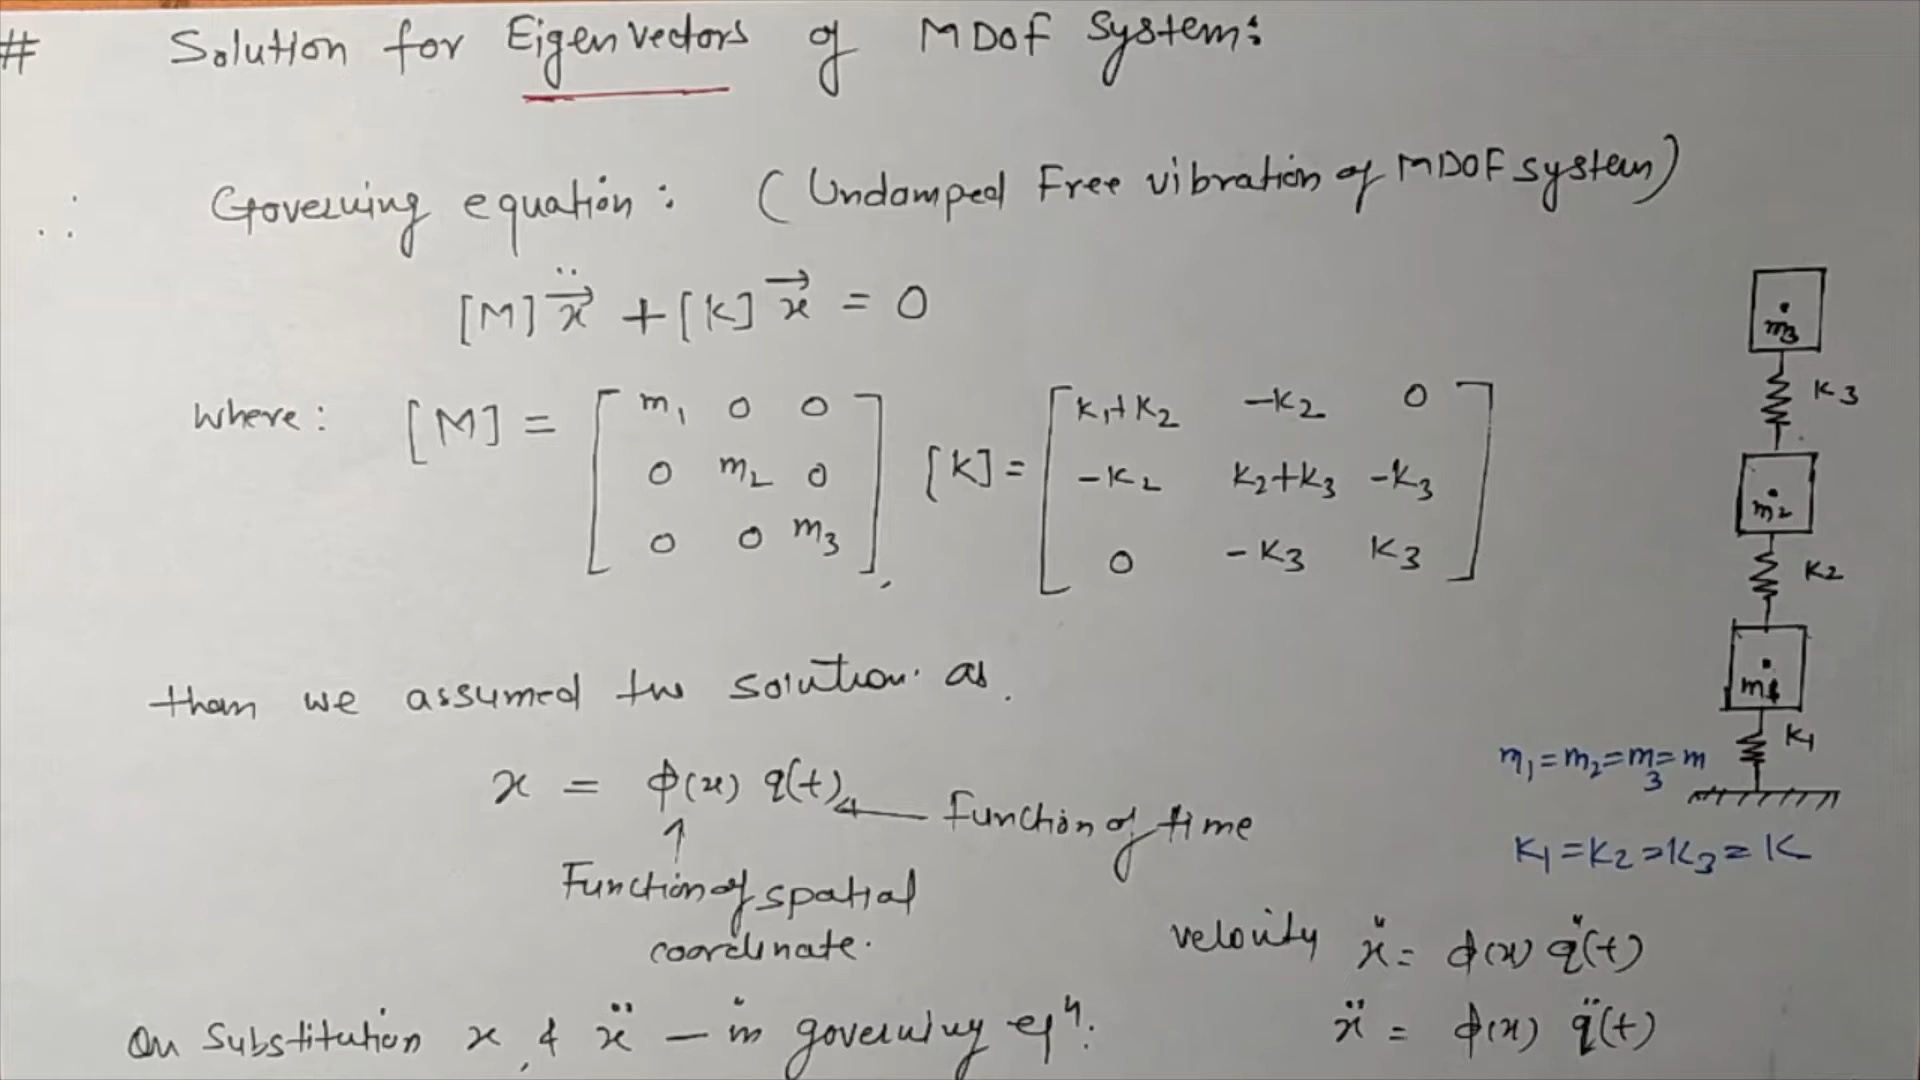 # Solution for Eigenvectors of MDOF System:
∴ Governing equation: (Undamped Free vibration of MDOF system)
[M] ẍ⃗ + [K] x⃗ = 0
Where: [M] = [ m₁ 0 0 ; 0 m₂ 0 ; 0 0 m₃ ], [K] = [ K₁+K₂ -K₂ 0 ; -K₂ K₂+K₃ -K₃ ; 0 -K₃ K₃ ]
m₃
K₃
m₂
K₂
m₁
K₁
than we assumed the solution as.
m₁=m₂=m₃=m
x = ϕ(x) q(t) ← Function of time
K₁=K₂=K₃=K
↑
Function of spatial
coordinate.
velocity ẍ = ϕ(x) q̈(t)
On Substitution x & ẍ – in governing eqⁿ.
ẍ = ϕ(x) q̈(t)